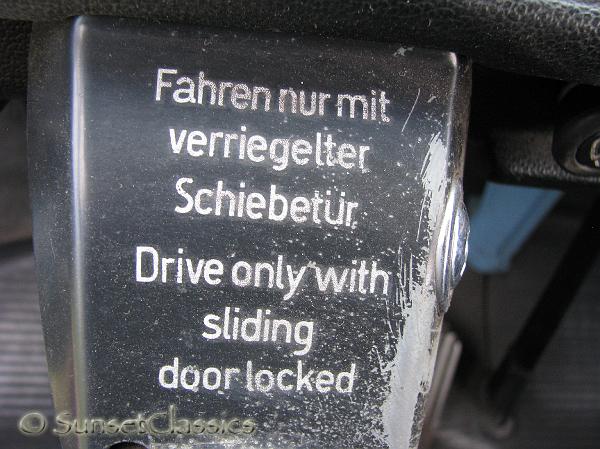 Fahren nur mit
verriegelter
Schiebetür
Drive only with
sliding
door locked
© SunsetClassics